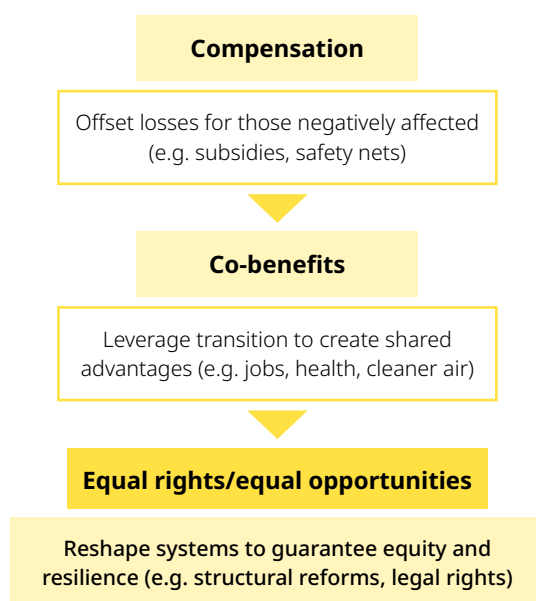 Compensation
Offset losses for those negatively affected
(e.g. subsidies, safety nets)
Co-benefits
Leverage transition to create shared
advantages (e.g. jobs, health, cleaner air)
Equal rights/equal opportunities
Reshape systems to guarantee equity and
resilience (e.g. structural reforms, legal rights)